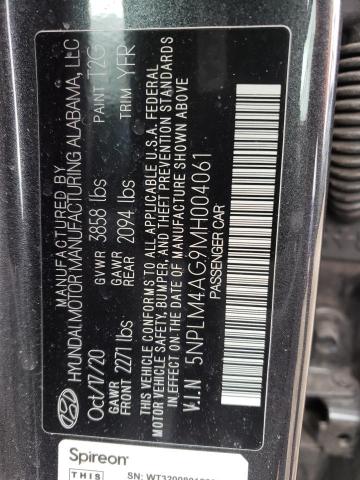 MANUFACTURED BY
HYUNDAI MOTOR MANUFACTURING ALABAMA, LLC
Oct/17/20 GVWR 3858 lbs PAINT T2G
GAWR FRONT 2271 lbs GAWR REAR 2094 lbs TRIM YFR
THIS VEHICLE CONFORMS TO ALL APPLICABLE U.S.A. FEDERAL
MOTOR VEHICLE SAFETY, BUMPER, AND THEFT PREVENTION STANDARDS
IN EFFECT ON THE DATE OF MANUFACTURE SHOWN ABOVE.
V.I.N 5NPLM4AG9MH004061
PASSENGER CAR
Spireon
THIS